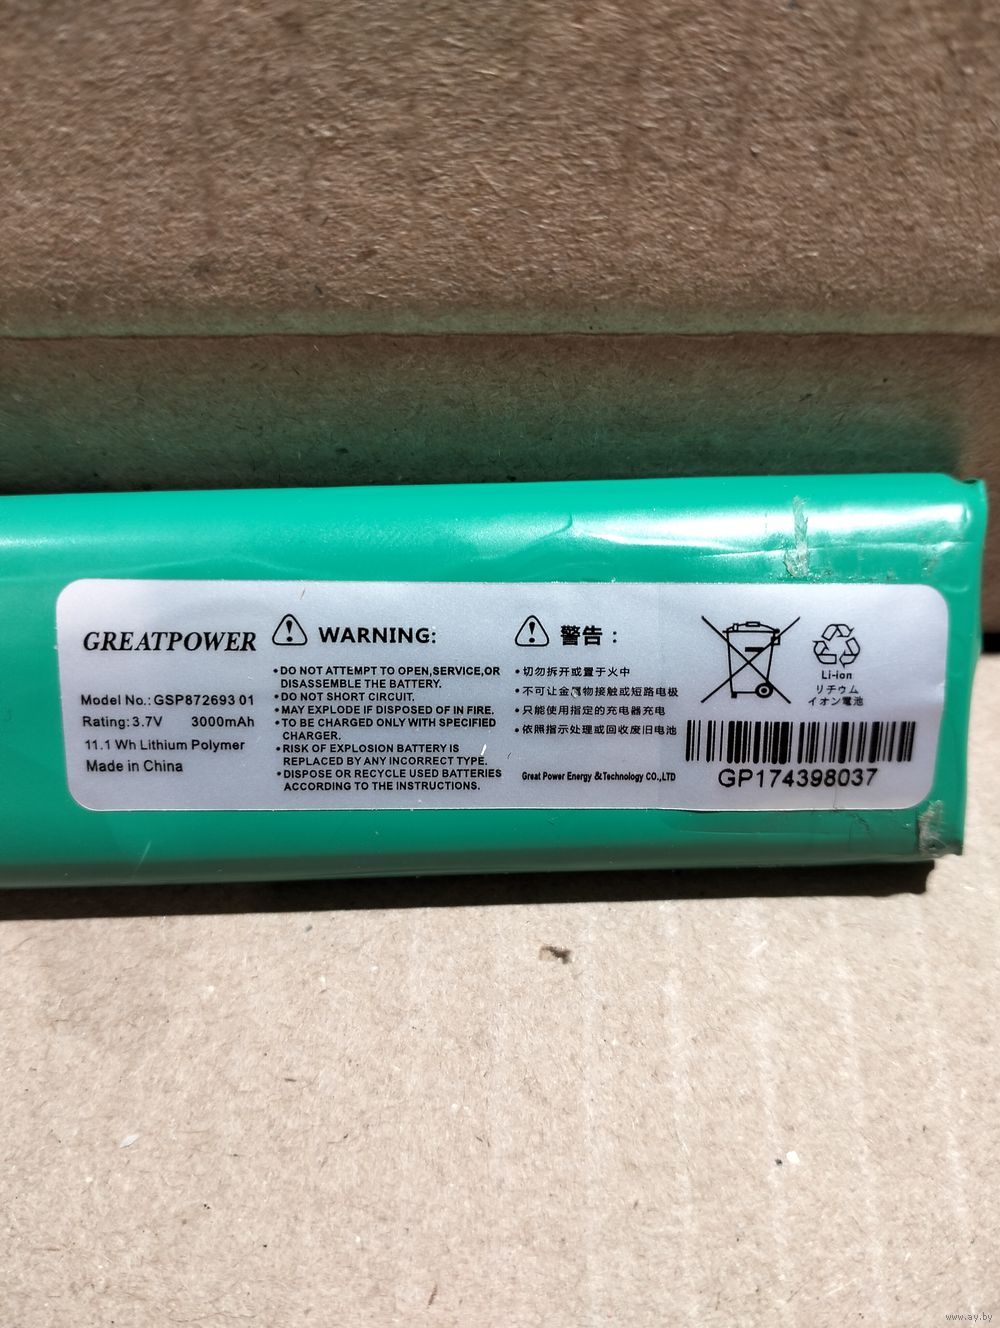 GREATPOWER
Model No.: GSP872693 01
Rating: 3.7V 3000mAh
11.1 Wh Lithium Polymer
Made in China
WARNING:
•DO NOT ATTEMPT TO OPEN,SERVICE,OR
DISASSEMBLE THE BATTERY.
•DO NOT SHORT CIRCUIT.
•MAY EXPLODE IF DISPOSED OF IN FIRE.
•TO BE CHARGED ONLY WITH SPECIFIED
CHARGER.
•RISK OF EXPLOSION BATTERY IS
REPLACED BY ANY INCORRECT TYPE.
•DISPOSE OR RECYCLE USED BATTERIES
ACCORDING TO THE INSTRUCTIONS.
警告：
•切勿拆开或置于火中
•不可让金属物接触或短路电极
•只能使用指定的充电器充电
•依照指示处理或回收废旧电池
Great Power Energy &Technology CO.,LTD
Li-ion
リチウム
イオン電池
GP174398037
www.ay.by